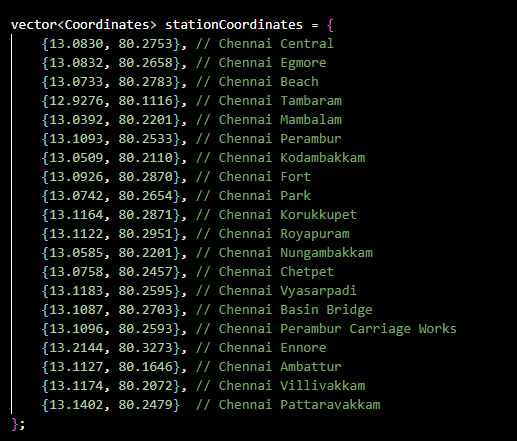 vector<Coordinates> stationCoordinates = {
{13.0830, 80.2753}, // Chennai Central
{13.0832, 80.2658}, // Chennai Egmore
{13.0733, 80.2783}, // Chennai Beach
{12.9276, 80.1116}, // Chennai Tambaram
{13.0392, 80.2201}, // Chennai Mambalam
{13.1093, 80.2533}, // Chennai Perambur
{13.0509, 80.2110}, // Chennai Kodambakkam
{13.0926, 80.2870}, // Chennai Fort
{13.0742, 80.2654}, // Chennai Park
{13.1164, 80.2871}, // Chennai Korukkupet
{13.1122, 80.2951}, // Chennai Royapuram
{13.0585, 80.2201}, // Chennai Nungambakkam
{13.0758, 80.2457}, // Chennai Chetpet
{13.1183, 80.2595}, // Chennai Vyasarpadi
{13.1087, 80.2703}, // Chennai Basin Bridge
{13.1096, 80.2593}, // Chennai Perambur Carriage Works
{13.2144, 80.3273}, // Chennai Ennore
{13.1127, 80.1646}, // Chennai Ambattur
{13.1174, 80.2072}, // Chennai Villivakkam
{13.1402, 80.2479}  // Chennai Pattaravakkam
};